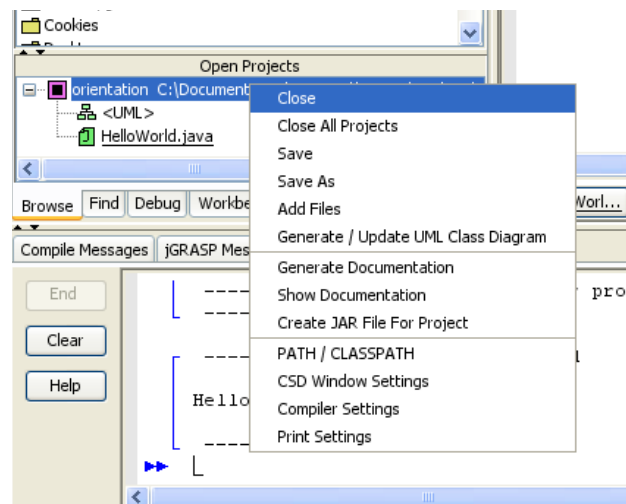 Cookies
Open Projects
orientation C:\Document
Close
<UML>
Close All Projects
HelloWorld.java
Save
Save As
Add Files
Generate / Update UML Class Diagram
Generate Documentation
Show Documentation
Create JAR File For Project
PATH / CLASSPATH
CSD Window Settings
Compiler Settings
Print Settings
Browse Find Debug Workbe
Worl...
Compile Messages jGRASP Mes
End
Clear
Help
---- pro
----
----
Hello
----